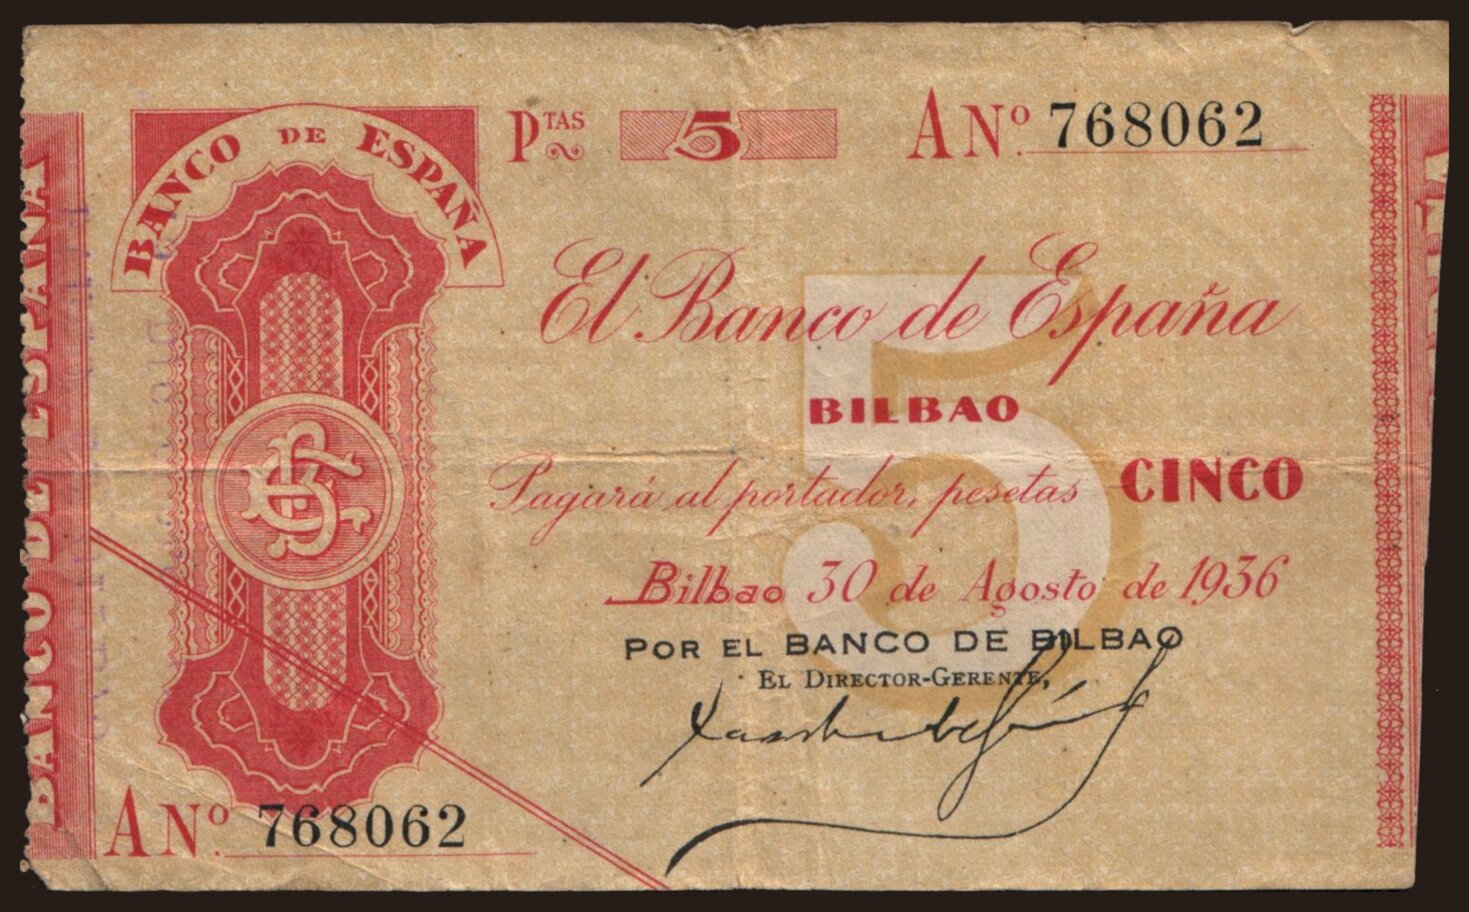 BANCO DE ESPAÑA
BANCO DE ESPAÑA
PTAS 5
A Nº 768062
El Banco de España
BILBAO
Pagará al portador, pesetas CINCO
Bilbao 30 de Agosto de 1936
POR EL BANCO DE BILBAO
EL DIRECTOR-GERENTE,
A Nº 768062